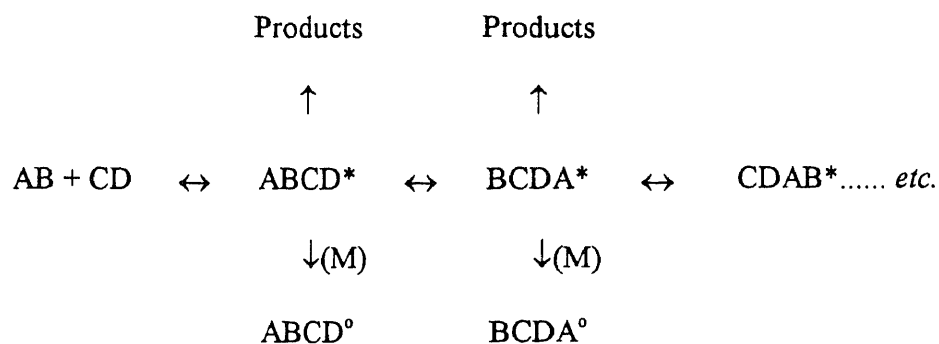 Products Products
↑ ↑
AB + CD ↔ ABCD* ↔ BCDA* ↔ CDAB*...... etc.
↓(M) ↓(M)
ABCD° BCDA°